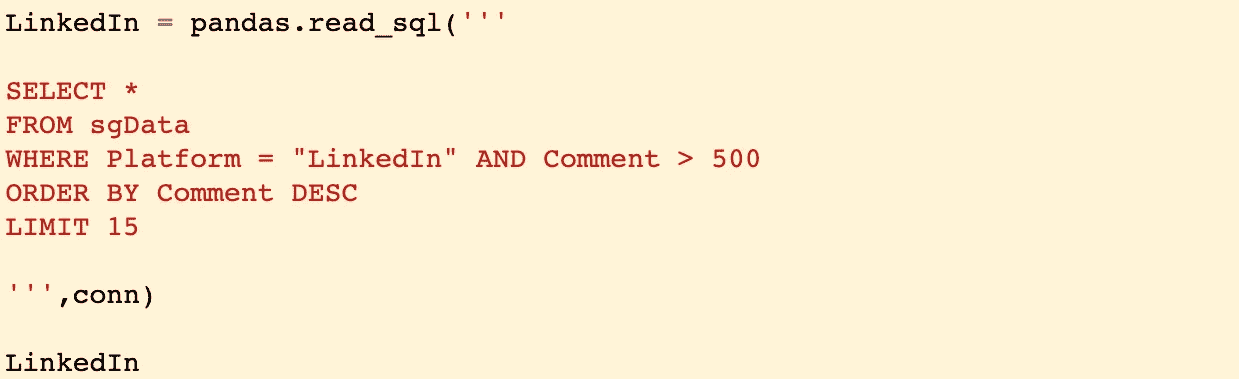 LinkedIn = pandas.read_sql('''
SELECT *
FROM sgData
WHERE Platform = "LinkedIn" AND Comment > 500
ORDER BY Comment DESC
LIMIT 15
''',conn)
LinkedIn